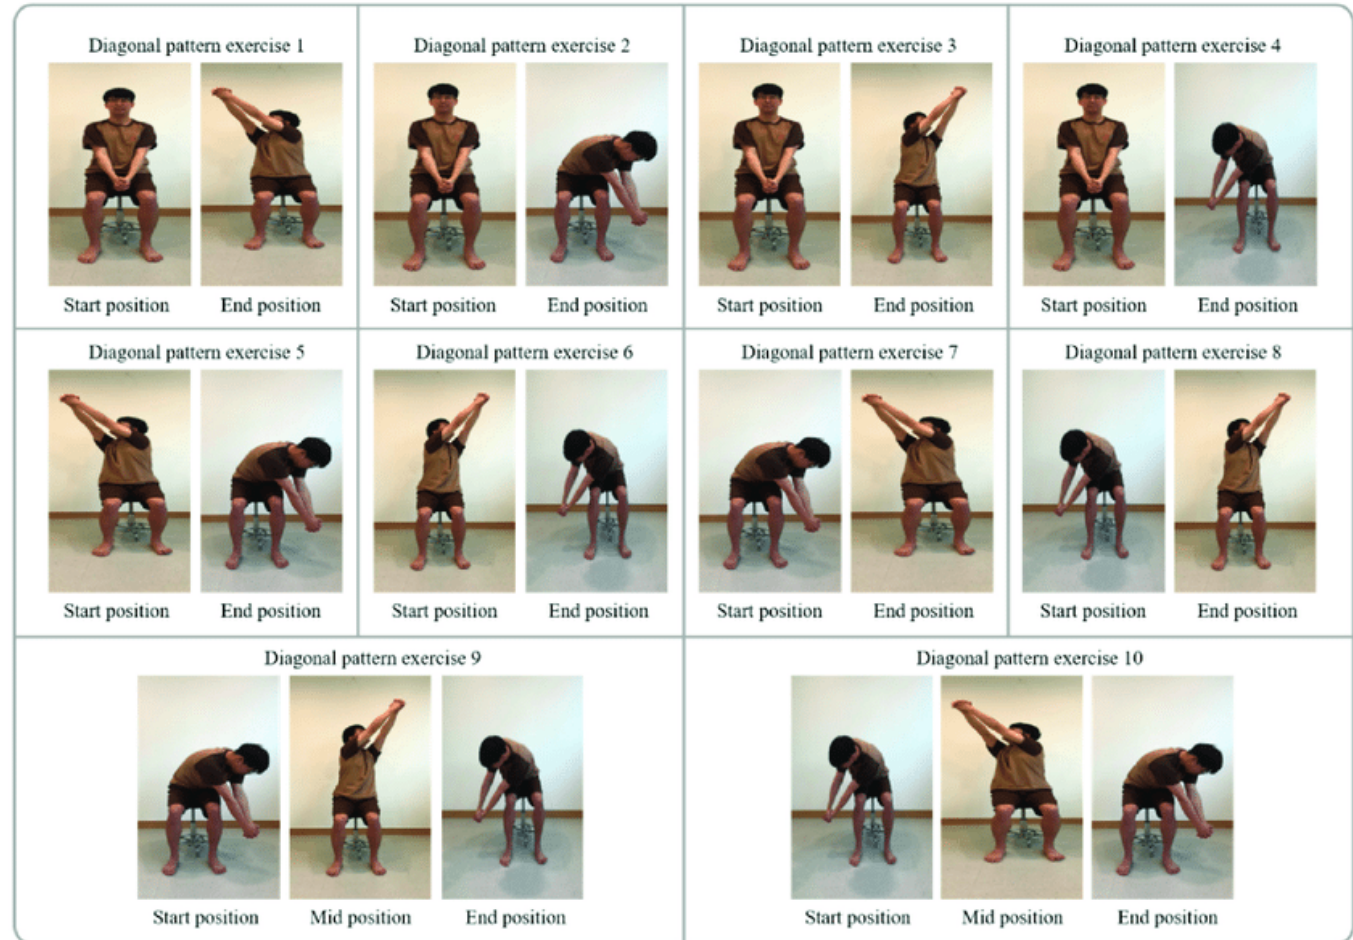 Diagonal pattern exercise 1
Start position
End position
Diagonal pattern exercise 2
Start position
End position
Diagonal pattern exercise 3
Start position
End position
Diagonal pattern exercise 4
Start position
End position
Diagonal pattern exercise 5
Start position
End position
Diagonal pattern exercise 6
Start position
End position
Diagonal pattern exercise 7
Start position
End position
Diagonal pattern exercise 8
Start position
End position
Diagonal pattern exercise 9
Start position
Mid position
End position
Diagonal pattern exercise 10
Start position
Mid position
End position